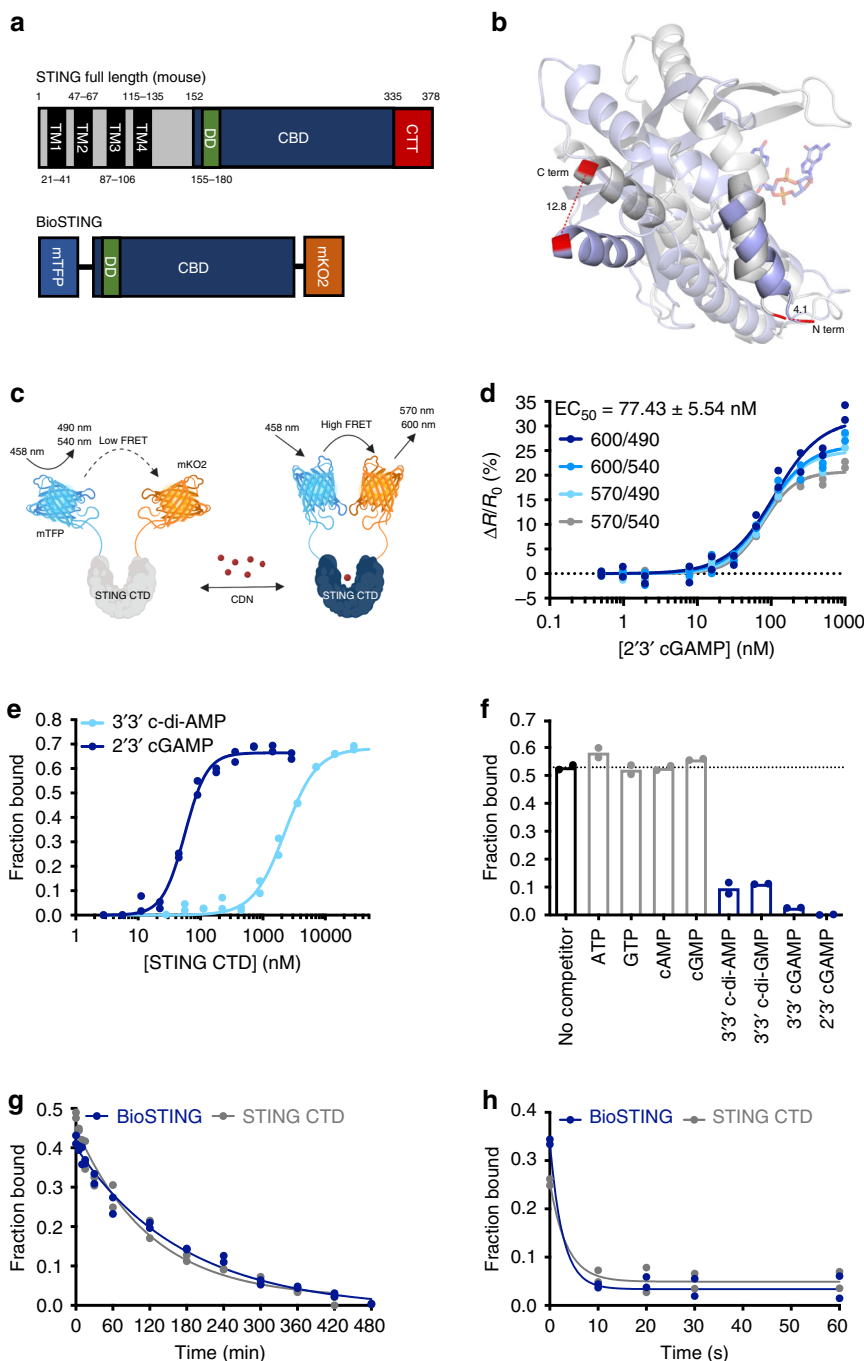 a
STING full length (mouse)
1 47–67 115–135 152 335 378
TM1 TM2 TM3 TM4 DD CBD CTT
21–41 87–106 155–180
BioSTING
mTFP DD CBD mKO2
b
C term
12.8
4.1
N term
c
490 nm
540 nm
458 nm
Low FRET
mKO2
mTFP
STING CTD
CDN
458 nm
High FRET
570 nm
600 nm
STING CTD
d
EC50 = 77.43 ± 5.54 nM
600/490
600/540
570/490
570/540
ΔR/R0 (%)
35
30
25
20
15
10
5
0
–5
0.1 1 10 100 1000
[2′3′ cGAMP] (nM)
e
3′3′ c-di-AMP
2′3′ cGAMP
Fraction bound
0.8
0.7
0.6
0.5
0.4
0.3
0.2
0.1
0.0
1 10 100 1000 10000
[STING CTD] (nM)
f
Fraction bound
0.7
0.6
0.5
0.4
0.3
0.2
0.1
0.0
No competitor
ATP
GTP
cAMP
cGMP
3′3′ c-di-AMP
3′3′ c-di-GMP
3′3′ cGAMP
2′3′ cGAMP
g
BioSTING STING CTD
Fraction bound
0.5
0.4
0.3
0.2
0.1
0.0
0 60 120 180 240 300 360 420 480
Time (min)
h
BioSTING STING CTD
Fraction bound
0.4
0.3
0.2
0.1
0.0
0 10 20 30 40 50 60
Time (s)